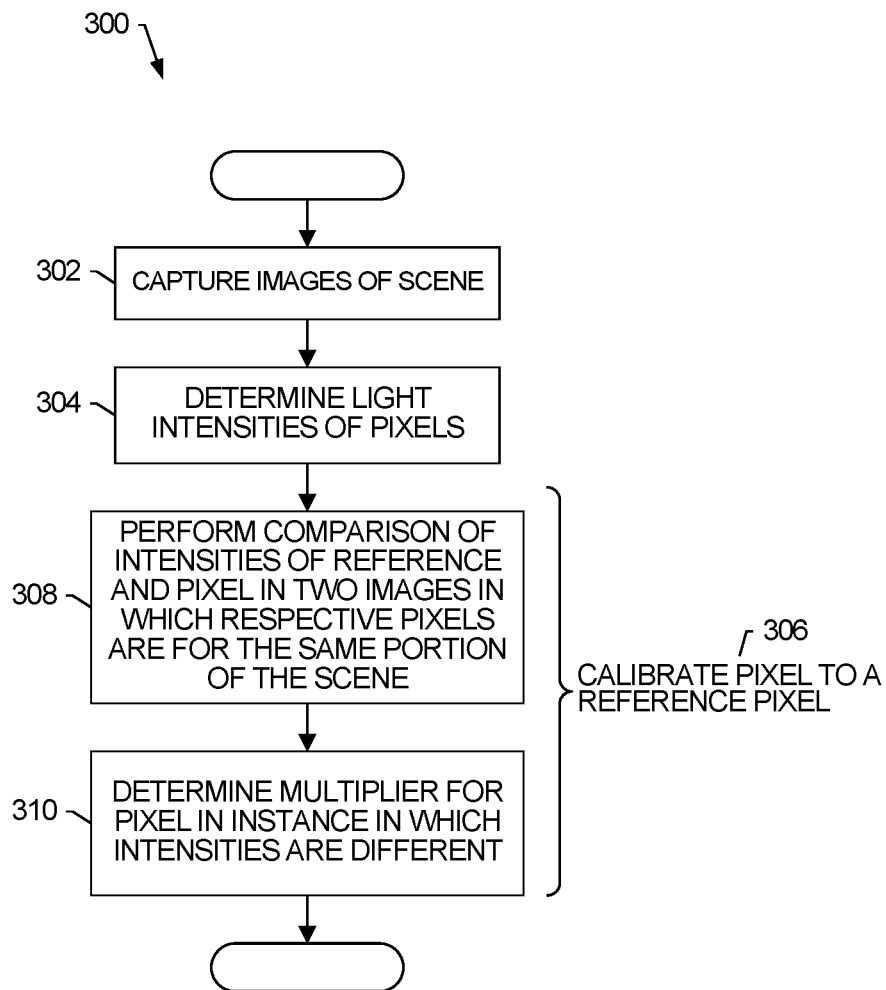 300
302
CAPTURE IMAGES OF SCENE
304
DETERMINE LIGHT
INTENSITIES OF PIXELS
308
PERFORM COMPARISON OF
INTENSITIES OF REFERENCE
AND PIXEL IN TWO IMAGES IN
WHICH RESPECTIVE PIXELS
ARE FOR THE SAME PORTION
OF THE SCENE
306
CALIBRATE PIXEL TO A
REFERENCE PIXEL
310
DETERMINE MULTIPLIER FOR
PIXEL IN INSTANCE IN WHICH
INTENSITIES ARE DIFFERENT